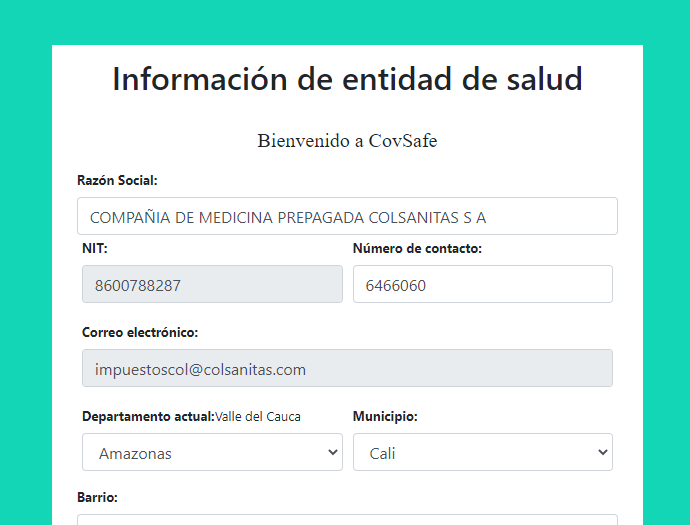 Información de entidad de salud
Bienvenido a CovSafe
Razón Social:
COMPAÑIA DE MEDICINA PREPAGADA COLSANITAS S A
NIT: Número de contacto:
8600788287 6466060
Correo electrónico:
impuestoscol@colsanitas.com
Departamento actual:Valle del Cauca Municipio:
Amazonas Cali
Barrio: